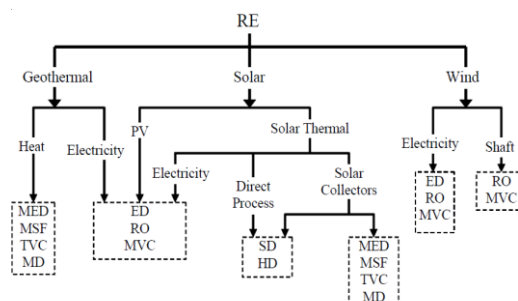 RE
Geothermal
Solar
Wind
PV
Solar Thermal
Heat
Electricity
Electricity
Direct
Process
Solar
Collectors
Electricity
Shaft
MED
MSF
TVC
MD
ED
RO
MVC
SD
HD
MED
MSF
TVC
MD
ED
RO
MVC
RO
MVC